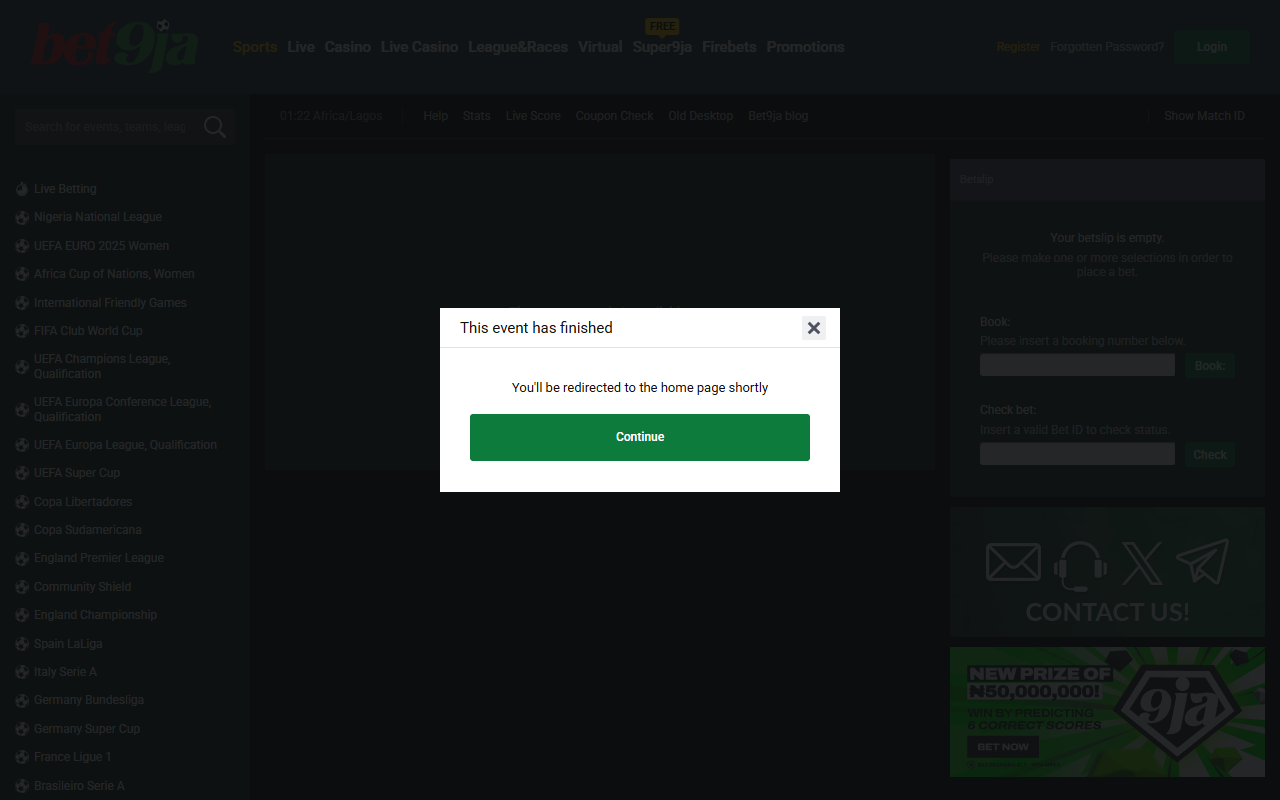 bet9ja
FREE
Sports Live Casino Live Casino League&Races Virtual Super9ja Firebets Promotions
Register Forgotten Password? Login
Search for events, teams, leag
01:22 Africa/Lagos Help Stats Live Score Coupon Check Old Desktop Bet9ja blog
Show Match ID
Live Betting
Nigeria National League
UEFA EURO 2025 Women
Africa Cup of Nations, Women
International Friendly Games
FIFA Club World Cup
UEFA Champions League,
Qualification
UEFA Europa Conference League,
Qualification
UEFA Europa League, Qualification
UEFA Super Cup
Copa Libertadores
Copa Sudamericana
England Premier League
Community Shield
England Championship
Spain LaLiga
Italy Serie A
Germany Bundesliga
Germany Super Cup
France Ligue 1
Brasileiro Serie A
This event has finished
You'll be redirected to the home page shortly
Continue
Betslip
Your betslip is empty.
Please make one or more selections in order to
place a bet.
Book:
Please insert a booking number below
Book:
Check bet:
Insert a valid Bet ID to check status.
Check
CONTACT US!
NEW PRIZE OF
₦50,000,000!
WIN BY PREDICTING
6 CORRECT SCORES
BET NOW
9ja